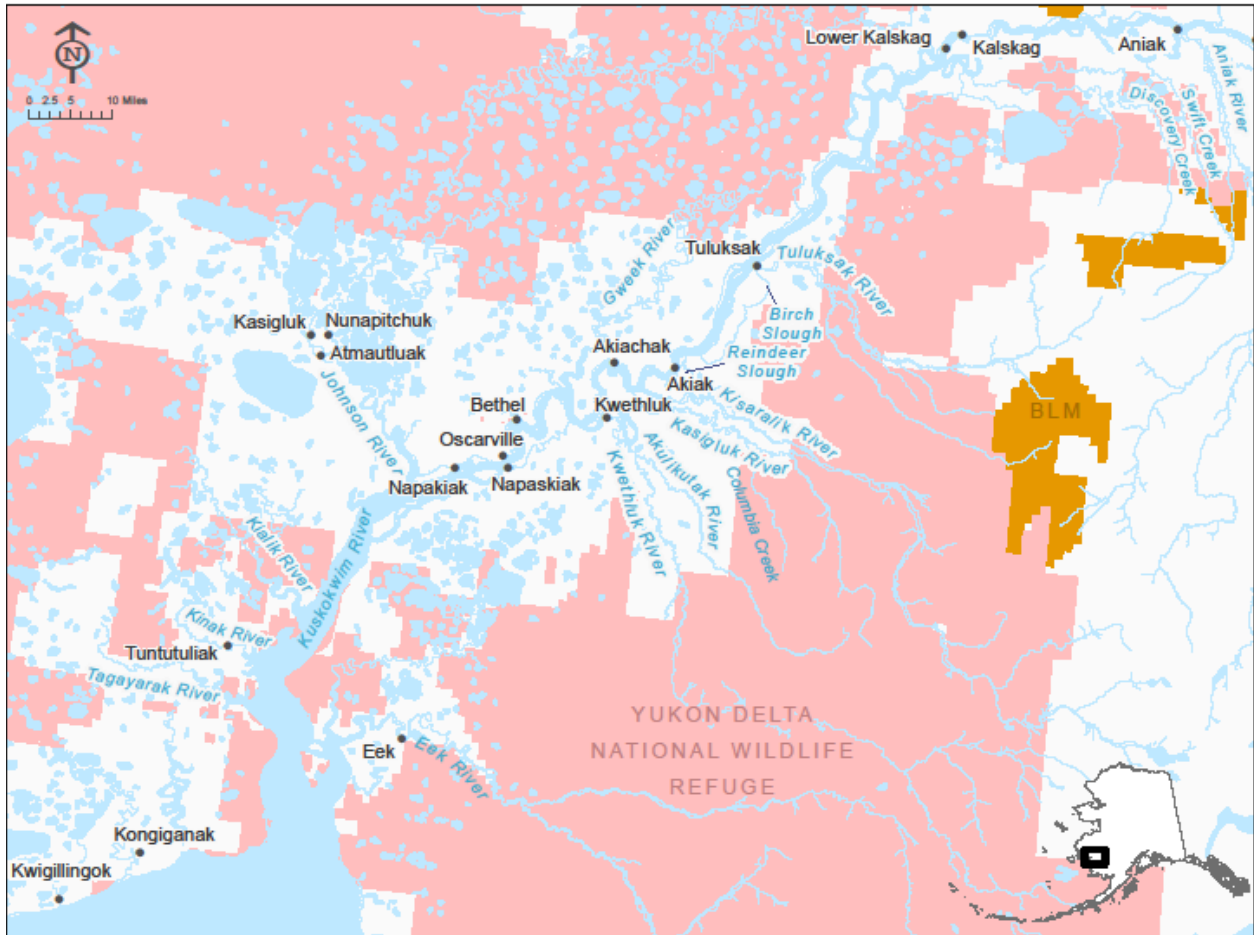 N
0 2.5 5 10 Miles
Lower Kalskag
Kalskag
Aniak
Aniak River
Swift Creek
Discovery Creek
Tuluksak
Tuluksak River
Gweek River
Birch
Slough
Reindeer
Slough
Kasigluk
Nunapitchuk
Atmautluak
Johnson River
Akiachak
Akiak
Kwethluk
Kisaralik River
Kasigluk River
Akulikutak River
Columbia Creek
Kwethluk River
Bethel
Oscarville
Napakiak
Napaskiak
BLM
Kialik River
Kuskokwim River
Kinak River
Tuntutuliak
Tagayarak River
Eek
Eek River
YUKON DELTA
NATIONAL WILDLIFE
REFUGE
Kongiganak
Kwigillingok